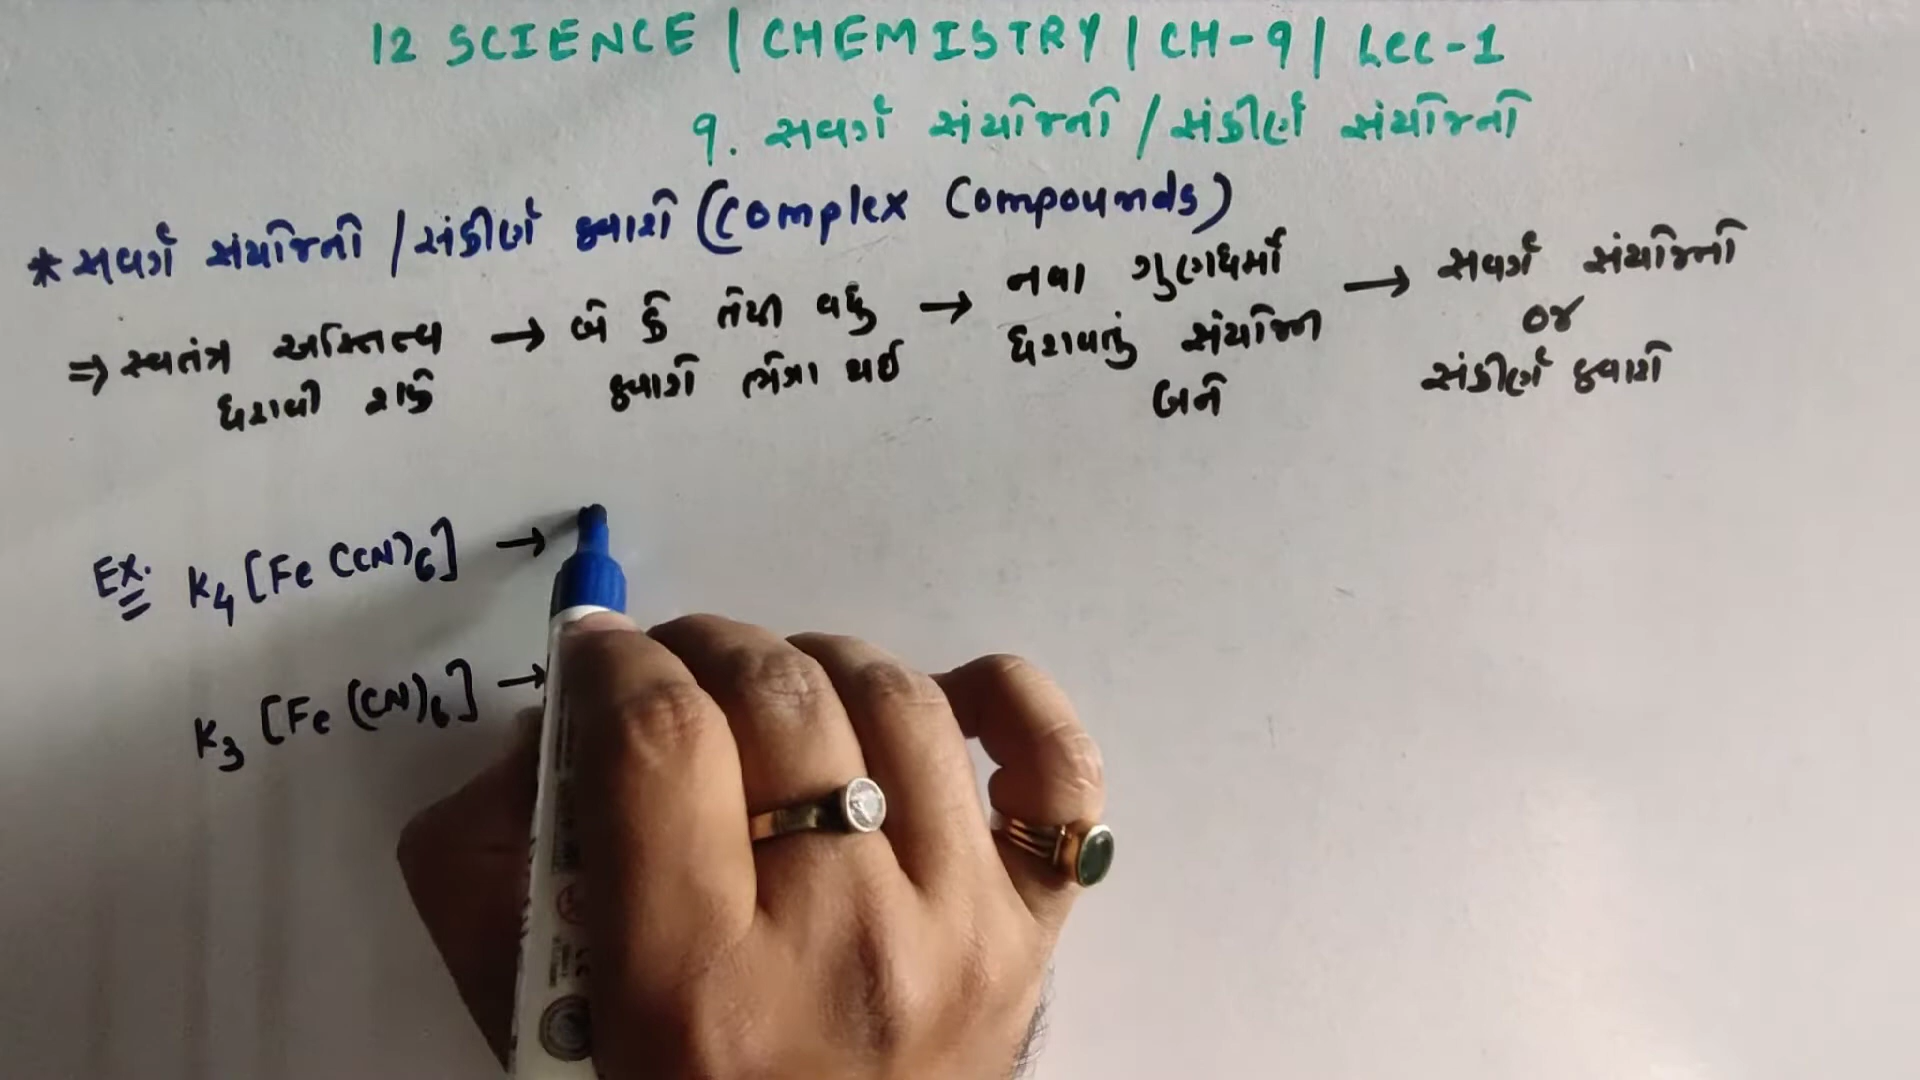 12 SCIENCE | CHEMISTRY | CH-9 | Lec-1
9. સવર્ગ સંયોજનો / સંકીર્ણ સંયોજનો
* સવર્ગ સંયોજનો / સંકીર્ણ ક્ષારો (Complex Compounds)
⇒ સ્વતંત્ર અસ્તિત્વ ધરાવી શકે → બે કે તેથી વધુ ક્ષારો ભેગા થઈ → નવા ગુણધર્મો ધરાવતું સંયોજન બને → સવર્ગ સંયોજનો or સંકીર્ણ ક્ષારો
Ex. K4 [Fe (CN)6] →
K3 [Fe (CN)6] →